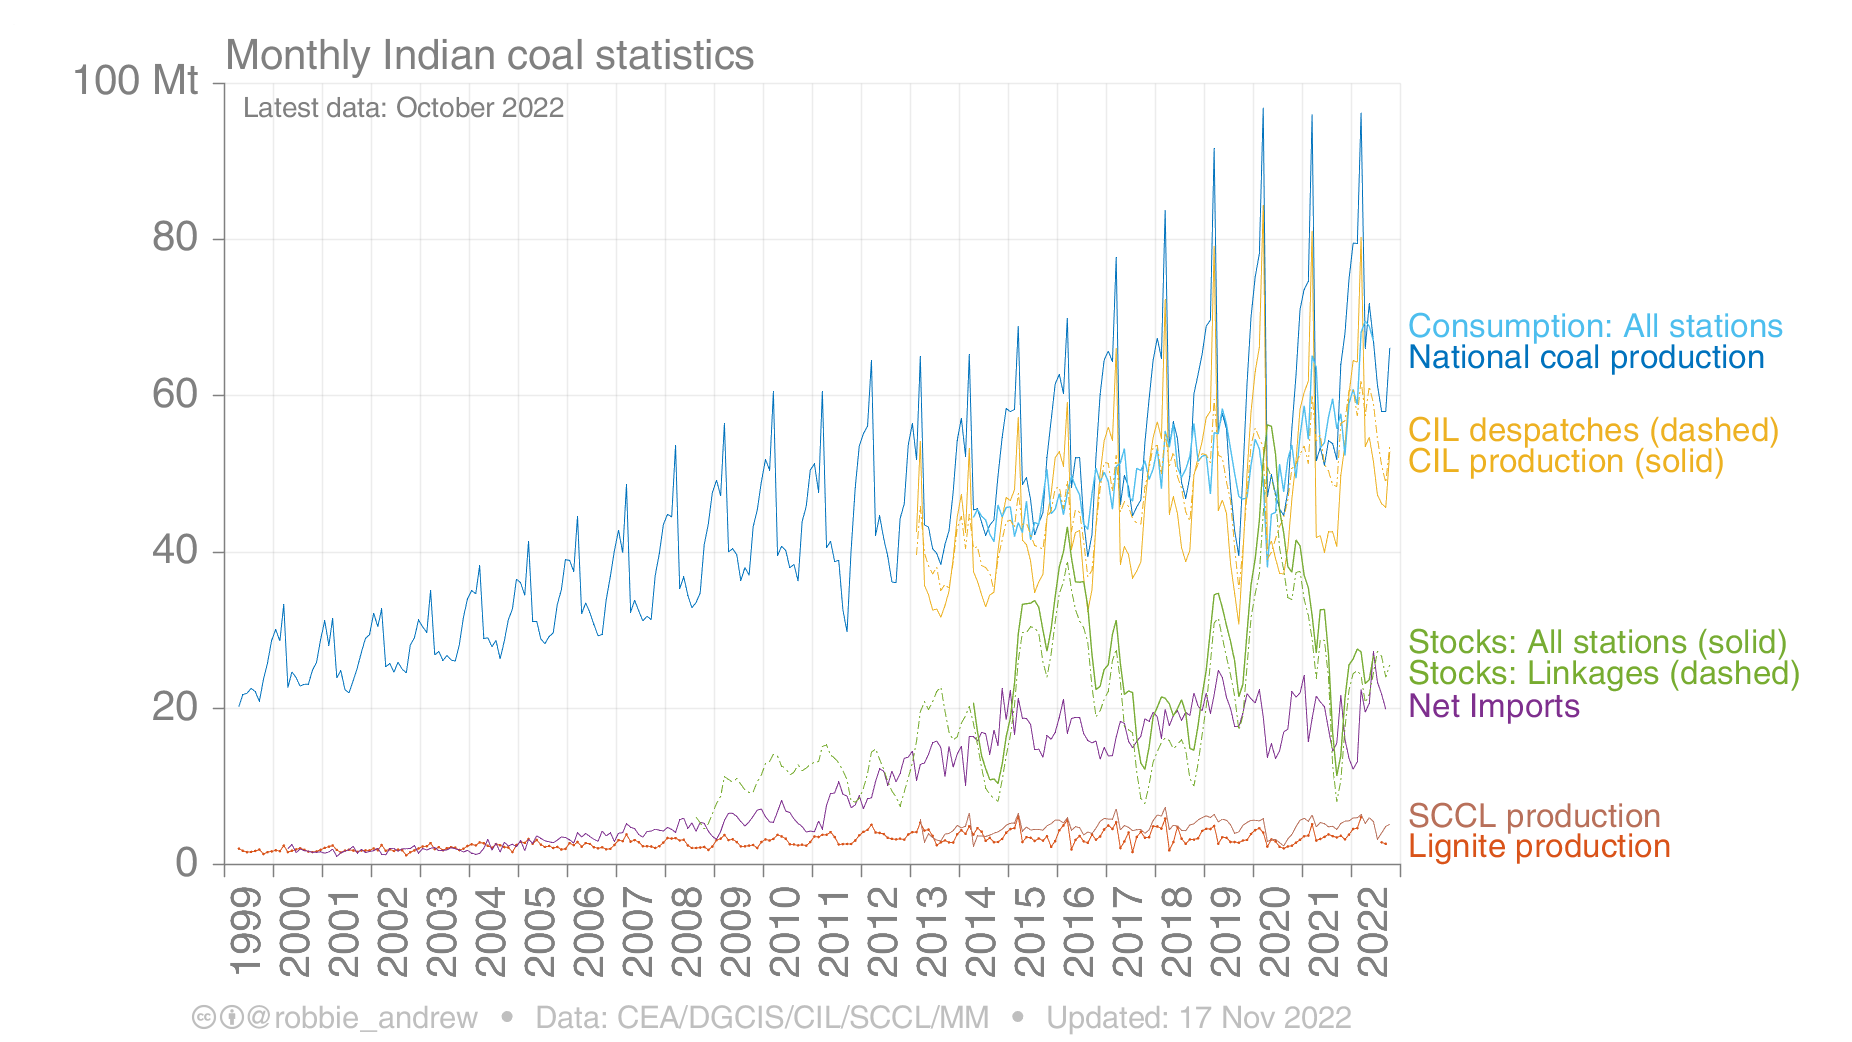 Monthly Indian coal statistics
Latest data: October 2022
100 Mt
80
60
40
20
0
Consumption: All stations
National coal production
CIL despatches (dashed)
CIL production (solid)
Stocks: All stations (solid)
Stocks: Linkages (dashed)
Net Imports
SCCL production
Lignite production
1999
2000
2001
2002
2003
2004
2005
2006
2007
2008
2009
2010
2011
2012
2013
2014
2015
2016
2017
2018
2019
2020
2021
2022
@robbie_andrew • Data: CEA/DGCIS/CIL/SCCL/MM • Updated: 17 Nov 2022